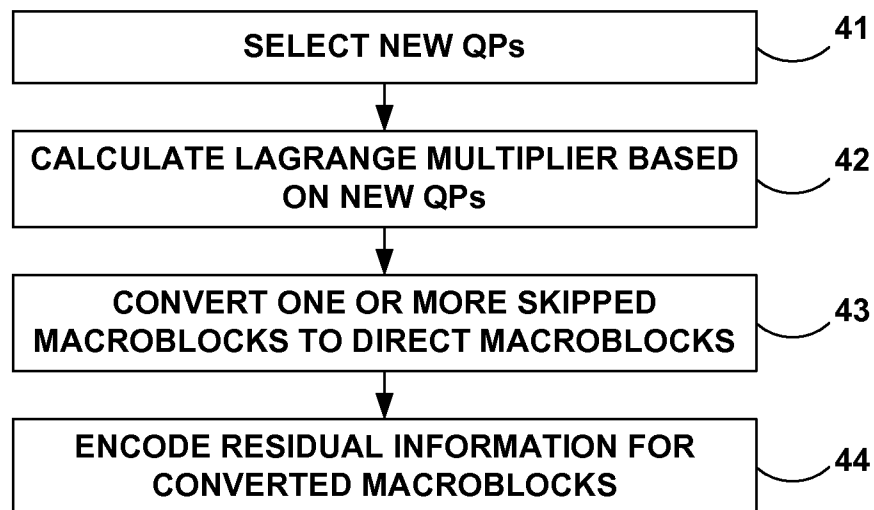 SELECT NEW QPs
41
CALCULATE LAGRANGE MULTIPLIER BASED
ON NEW QPs
42
CONVERT ONE OR MORE SKIPPED
MACROBLOCKS TO DIRECT MACROBLOCKS
43
ENCODE RESIDUAL INFORMATION FOR
CONVERTED MACROBLOCKS
44